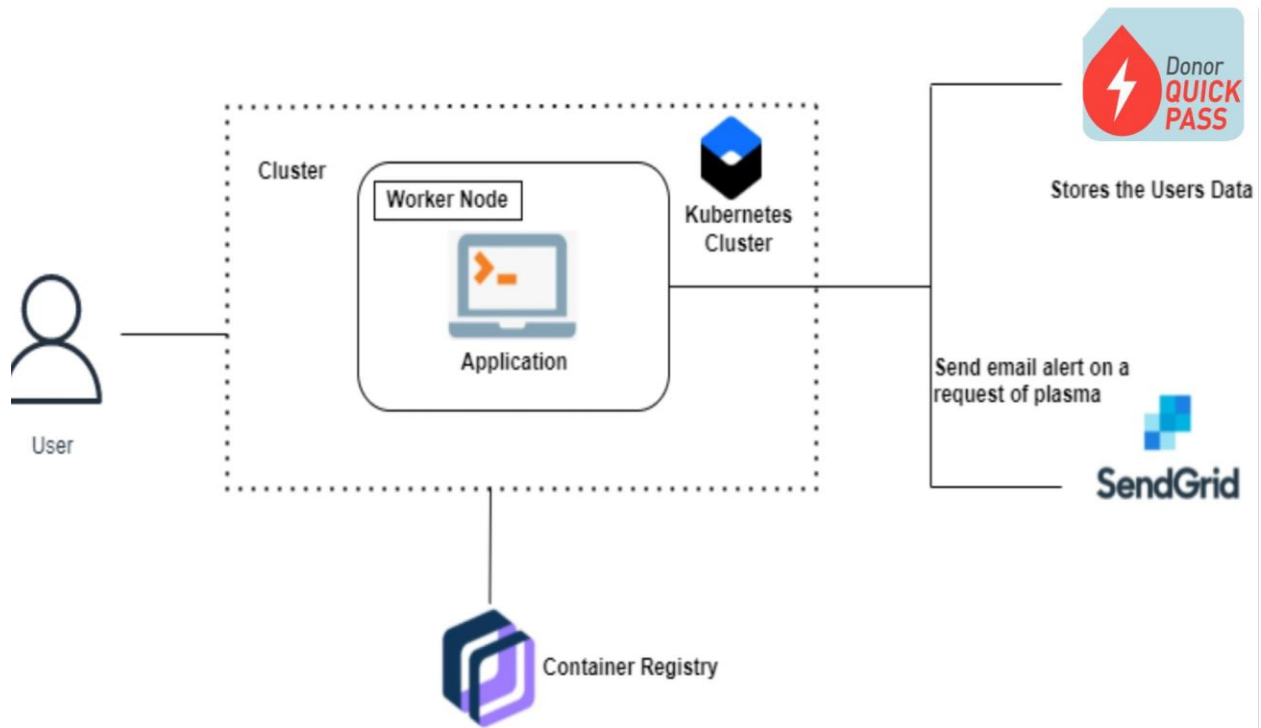 Donor
QUICK
PASS
Stores the Users Data
Cluster
Worker Node
Kubernetes
Cluster
Application
User
Send email alert on a
request of plasma
SendGrid
Container Registry